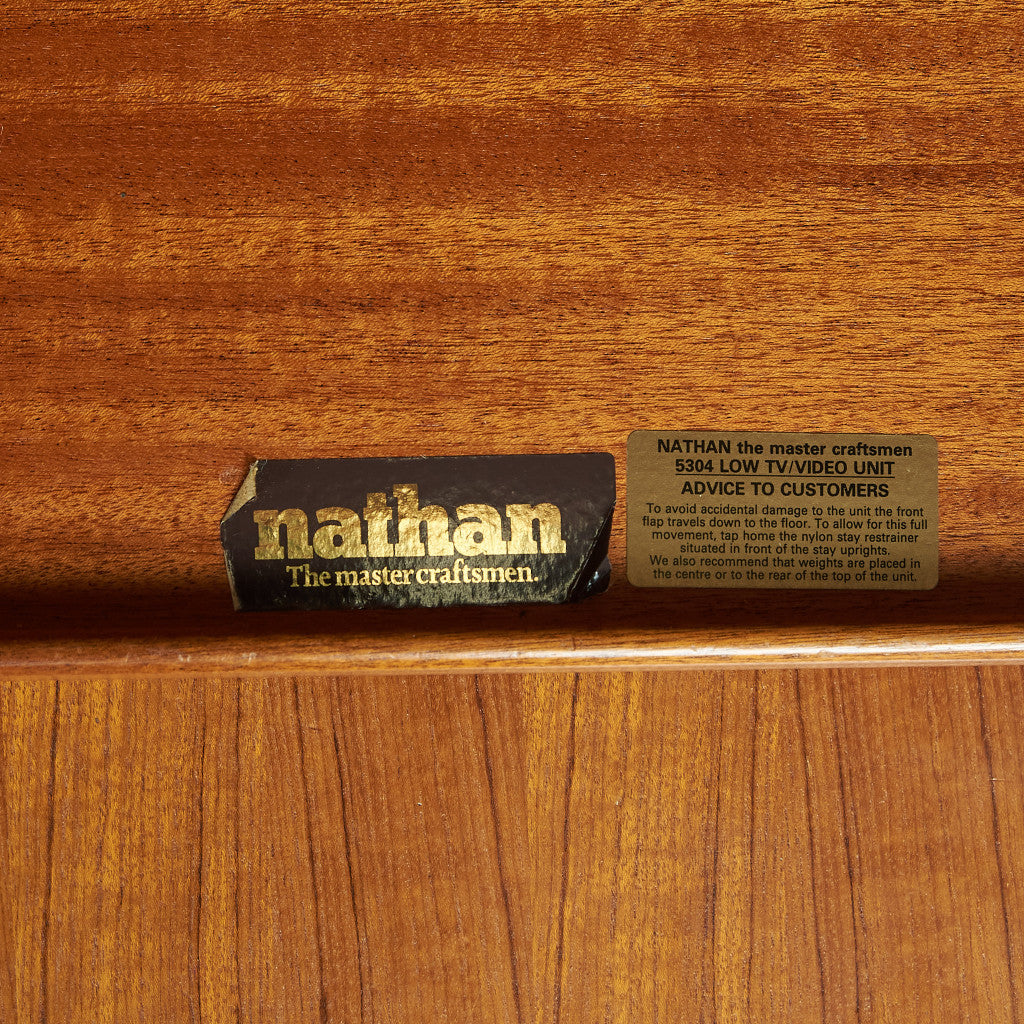 nathan
The master craftsmen.
NATHAN the master craftsmen
5304 LOW TV/VIDEO UNIT
ADVICE TO CUSTOMERS
To avoid accidental damage to the unit the front
flap travels down to the floor. To allow for this full
movement, tap home the nylon stay restrainer
situated in front of the stay uprights.
We also recommend that weights are placed in
the centre or to the rear of the top of the unit.